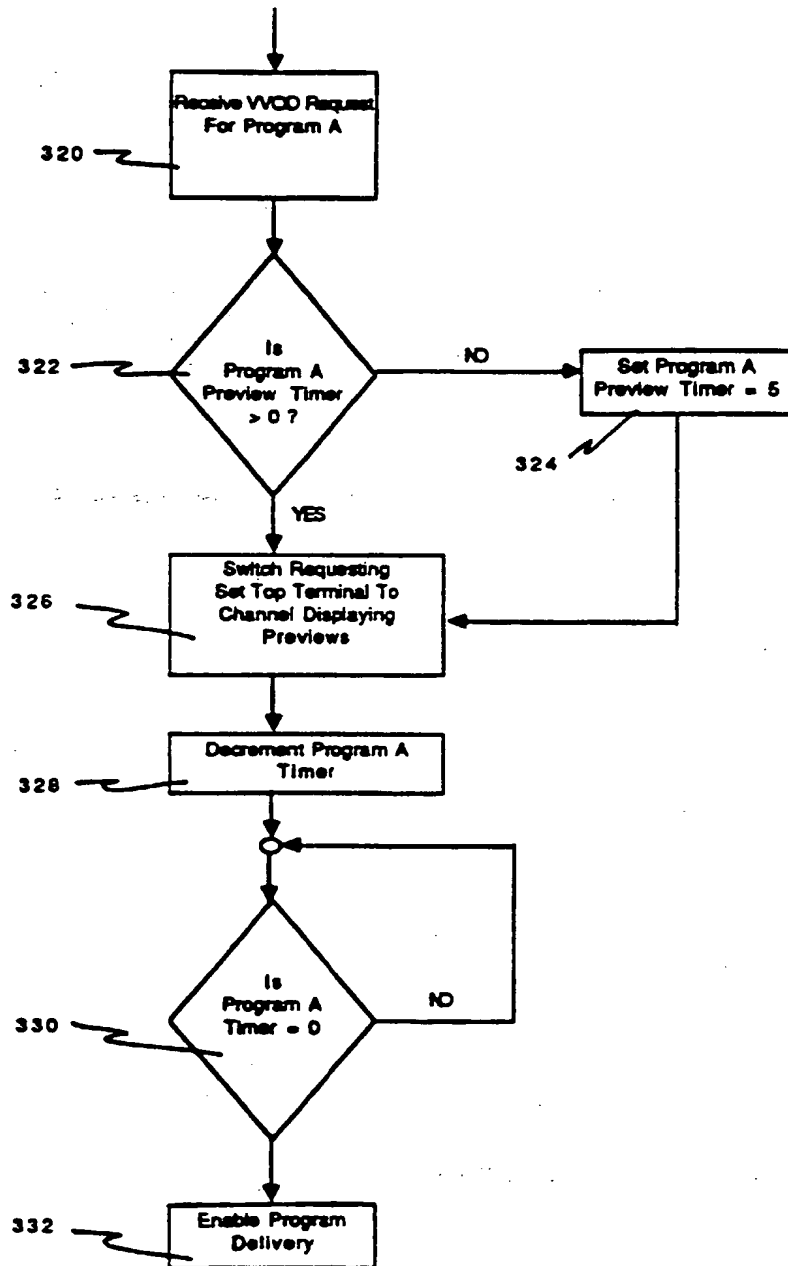 Receive VVOD Request
For Program A
320
Is
Program A
Preview Timer
> 0 ?
322
NO
Set Program A
Preview Timer = 5
324
YES
Switch Requesting
Set Top Terminal To
Channel Displaying
Previews
326
Decrement Program A
Timer
328
Is
Program A
Timer = 0
NO
330
Enable Program
Delivery
332